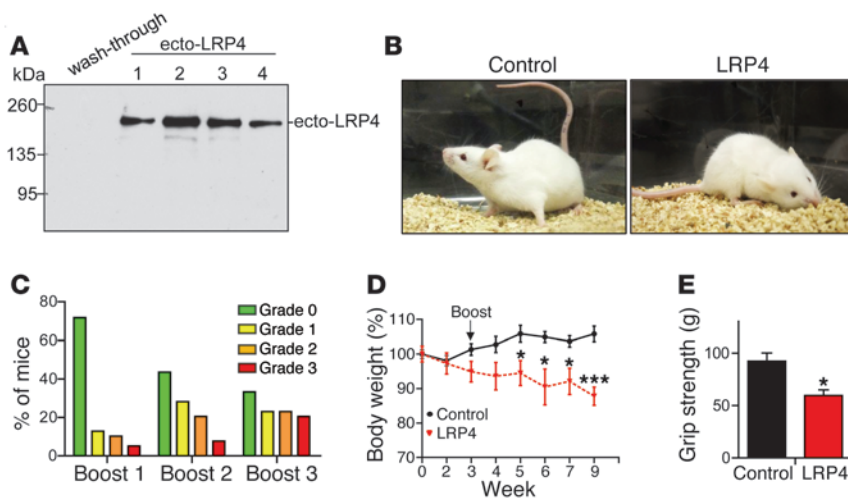 A
wash-through
ecto-LRP4
kDa
1 2 3 4
260
135
95
-ecto-LRP4
B
Control
LRP4
C
% of mice
80
60
40
20
0
Grade 0
Grade 1
Grade 2
Grade 3
Boost 1 Boost 2 Boost 3
D
Body weight (%)
110
100
90
80
70
Boost
* * * ***
Control
LRP4
0 2 3 4 5 6 7 9
Week
E
Grip strength (g)
100
50
0
*
Control LRP4